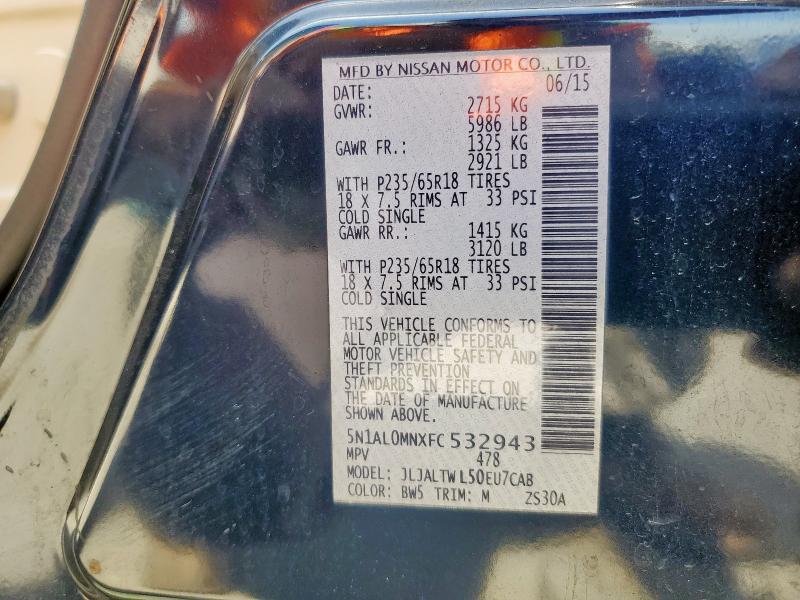 MFD BY NISSAN MOTOR CO., LTD.
DATE: 06/15
GVWR: 2715 KG
5986 LB
GAWR FR.: 1325 KG
2921 LB
WITH P235/65R18 TIRES
18 X 7.5 RIMS AT 33 PSI
COLD SINGLE
GAWR RR.: 1415 KG
3120 LB
WITH P235/65R18 TIRES
18 X 7.5 RIMS AT 33 PSI
COLD SINGLE
THIS VEHICLE CONFORMS TO
ALL APPLICABLE FEDERAL
MOTOR VEHICLE SAFETY AND
THEFT PREVENTION
STANDARDS IN EFFECT ON
THE DATE OF MANUFACTURE
SHOWN ABOVE.
5N1AL0MNXFC532943
MPV 478
MODEL: JLJALTWL50EU7CAB
COLOR: BW5 TRIM: M ZS30A